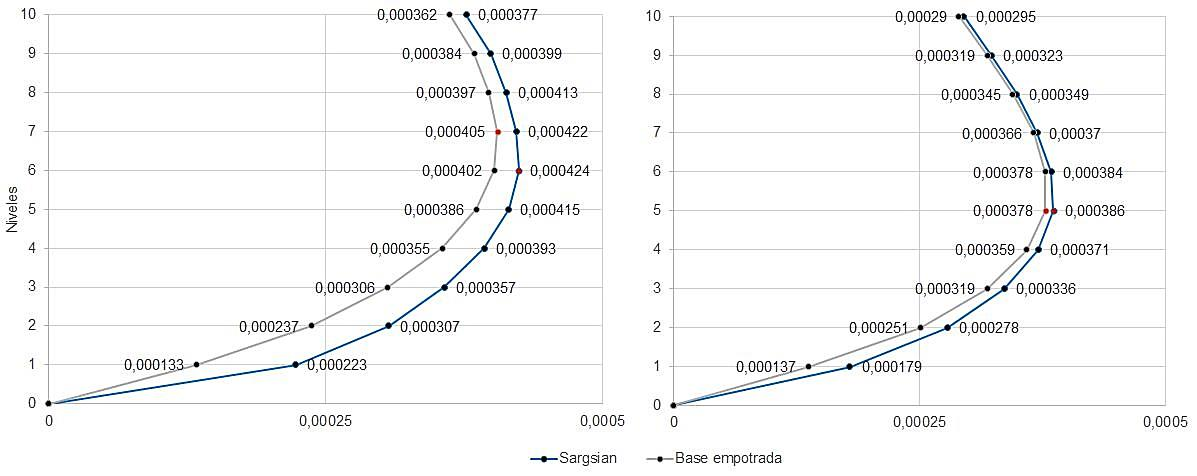 10 0,000362 0,000377 10 0,00029 0,000295
9 0,000384 0,000399 9 0,000319 0,000323
8 0,000397 0,000413 8 0,000345 0,000349
7 0,000405 0,000422 7 0,000366 0,00037
6 0,000402 0,000424 6 0,000378 0,000384
Niveles
5 0,000386 0,000415 5 0,000378 0,000386
4 0,000355 0,000393 4 0,000359 0,000371
3 0,000306 0,000357 3 0,000319 0,000336
2 0,000237 0,000307 2 0,000251 0,000278
1 0,000133 0,000223 1 0,000137 0,000179
0 0
0 0,00025 0,0005 0 0,00025 0,0005
Sargsian Base empotrada